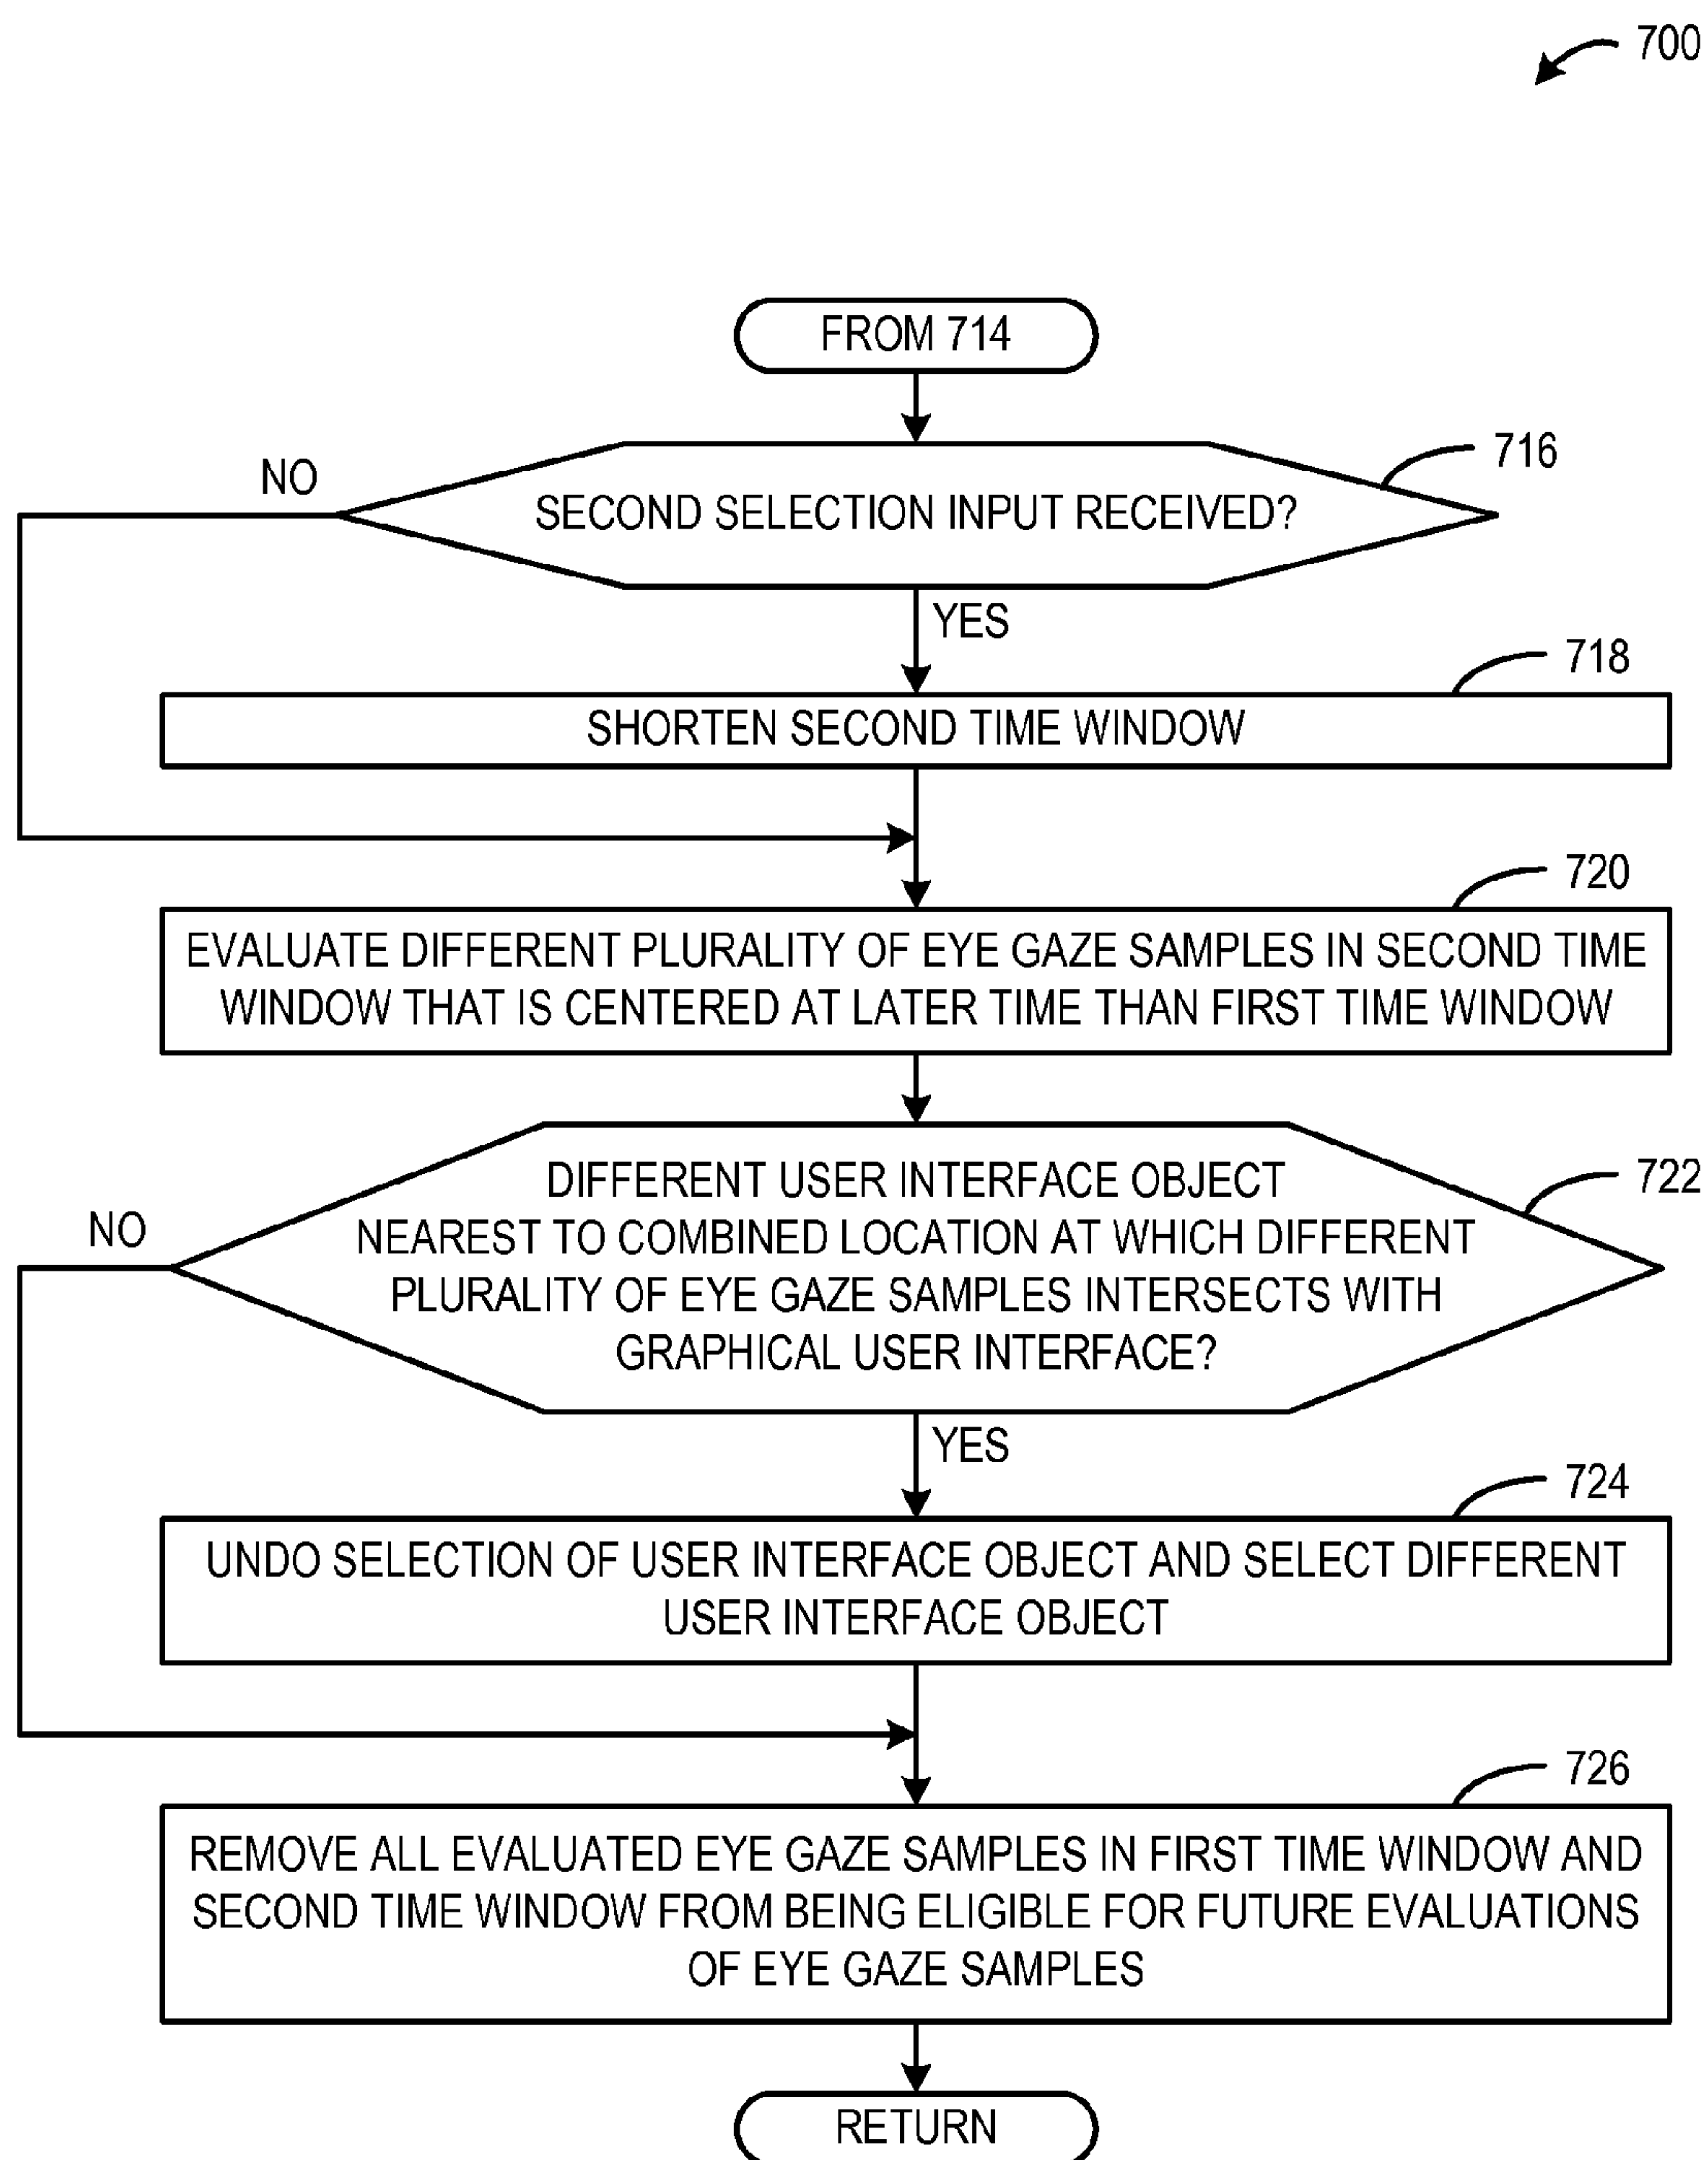 700
FROM 714
NO
716
SECOND SELECTION INPUT RECEIVED?
YES
718
SHORTEN SECOND TIME WINDOW
720
EVALUATE DIFFERENT PLURALITY OF EYE GAZE SAMPLES IN SECOND TIME
WINDOW THAT IS CENTERED AT LATER TIME THAN FIRST TIME WINDOW
722
NO
DIFFERENT USER INTERFACE OBJECT
NEAREST TO COMBINED LOCATION AT WHICH DIFFERENT
PLURALITY OF EYE GAZE SAMPLES INTERSECTS WITH
GRAPHICAL USER INTERFACE?
YES
724
UNDO SELECTION OF USER INTERFACE OBJECT AND SELECT DIFFERENT
USER INTERFACE OBJECT
726
REMOVE ALL EVALUATED EYE GAZE SAMPLES IN FIRST TIME WINDOW AND
SECOND TIME WINDOW FROM BEING ELIGIBLE FOR FUTURE EVALUATIONS
OF EYE GAZE SAMPLES
RETURN